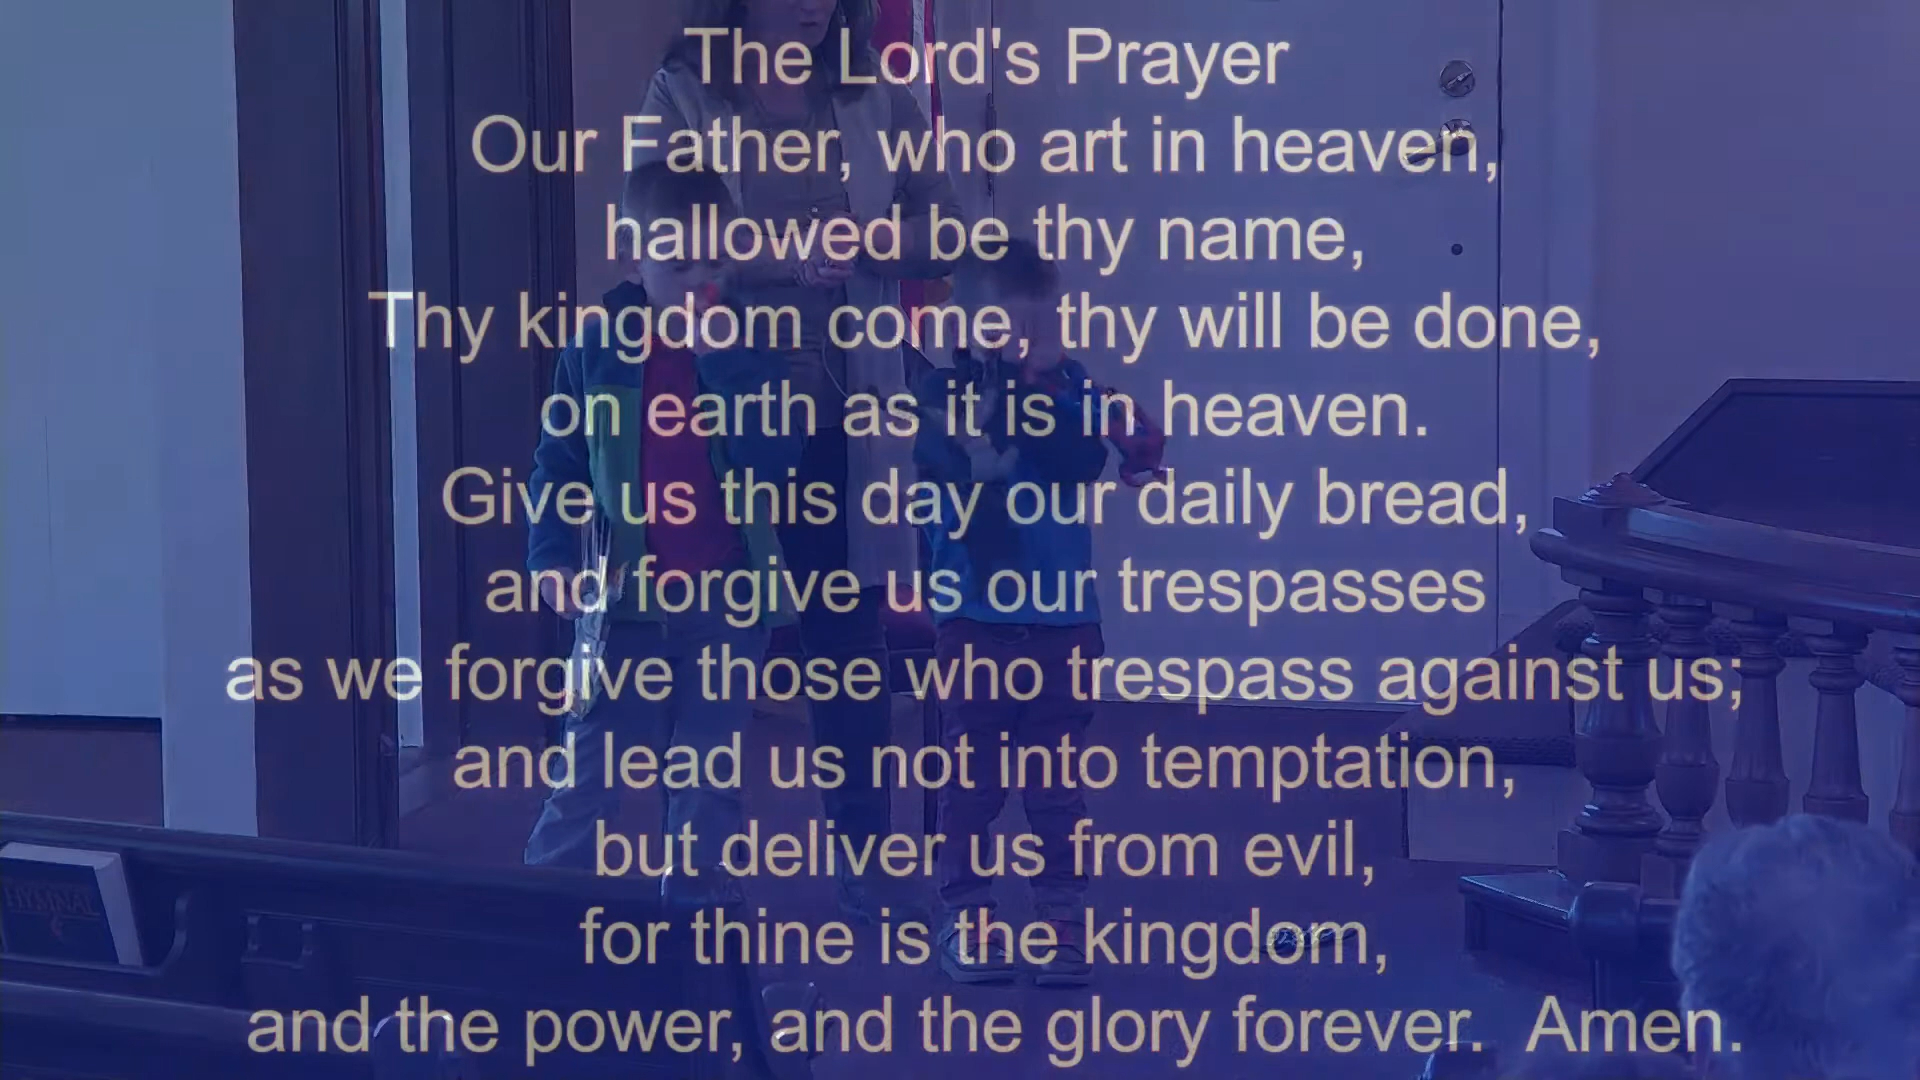 The Lord's Prayer
Our Father, who art in heaven,
hallowed be thy name,
Thy kingdom come, thy will be done,
on earth as it is in heaven.
Give us this day our daily bread,
and forgive us our trespasses
as we forgive those who trespass against us;
and lead us not into temptation,
but deliver us from evil,
for thine is the kingdom,
and the power, and the glory forever.  Amen.
HYMNAL